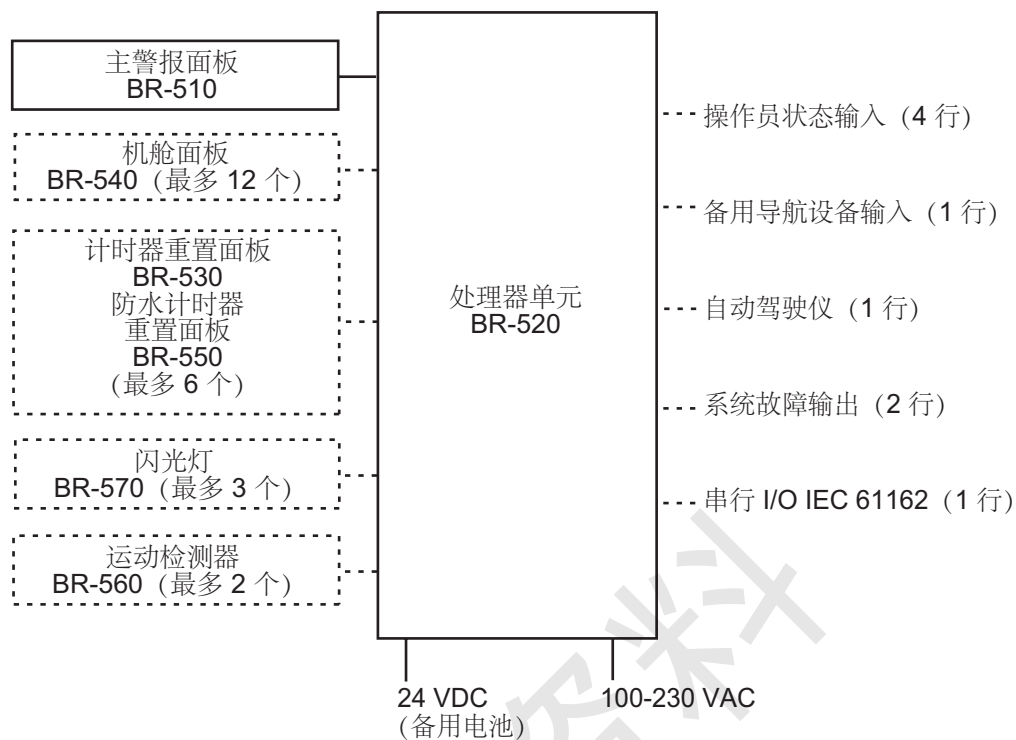 主警报面板
BR-510
机舱面板
BR-540（最多 12 个）
计时器重置面板
BR-530
防水计时器
重置面板
BR-550
（最多 6 个）
闪光灯
BR-570（最多 3 个）
运动检测器
BR-560（最多 2 个）
处理器单元
BR-520
操作员状态输入（4 行）
备用导航设备输入（1 行）
自动驾驶仪（1 行）
系统故障输出（2 行）
串行 I/O IEC 61162（1 行）
24 VDC
（备用电池）
100-230 VAC
资料